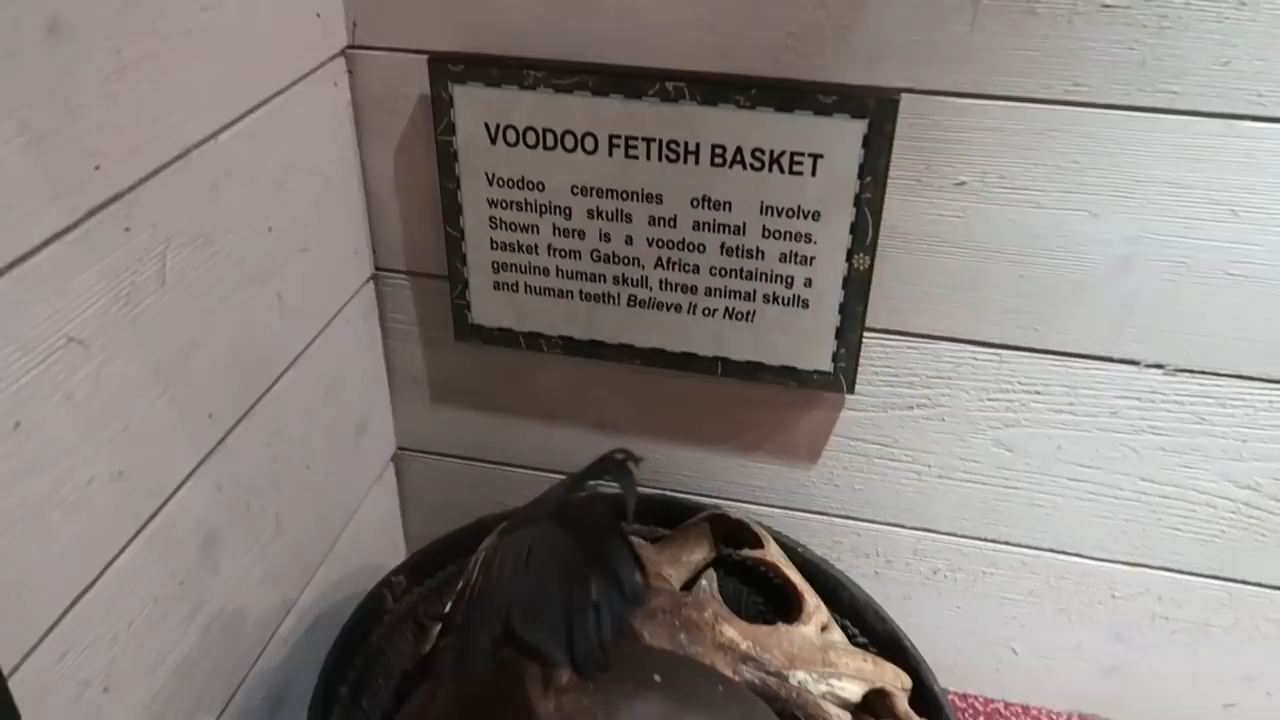 VOODOO FETISH BASKET
Voodoo ceremonies often involve
worshiping skulls and animal bones.
Shown here is a voodoo fetish altar
basket from Gabon, Africa containing a
genuine human skull, three animal skulls
and human teeth! Believe It or Not!